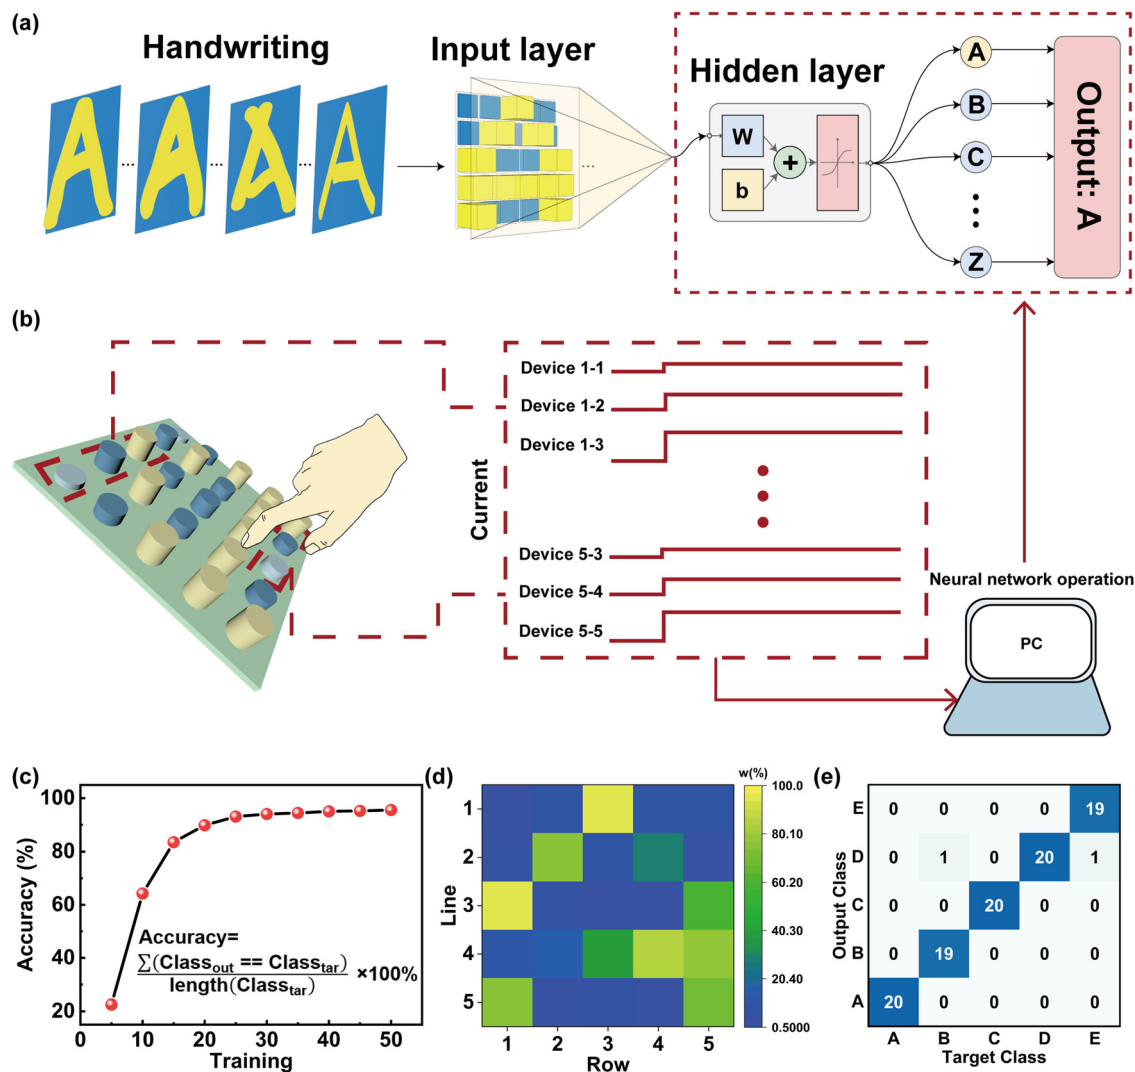 (a)
Handwriting
Input layer
Hidden layer
W
b
+
A
B
C
Z
Output: A
(b)
Current
Device 1-1
Device 1-2
Device 1-3
Device 5-3
Device 5-4
Device 5-5
Neural network operation
PC
(c)
Accuracy (%)
100
80
60
40
20
0 10 20 30 40 50
Training
Accuracy=
∑(Class_out == Class_tar)
length(Class_tar)
×100%
(d)
Line
1
2
3
4
5
1 2 3 4 5
Row
w(%)
100.0
80.10
60.20
40.30
20.40
0.5000
(e)
Output Class
E 0 0 0 0 19
D 0 1 0 20 1
C 0 0 20 0 0
B 0 19 0 0 0
A 20 0 0 0 0
A B C D E
Target Class